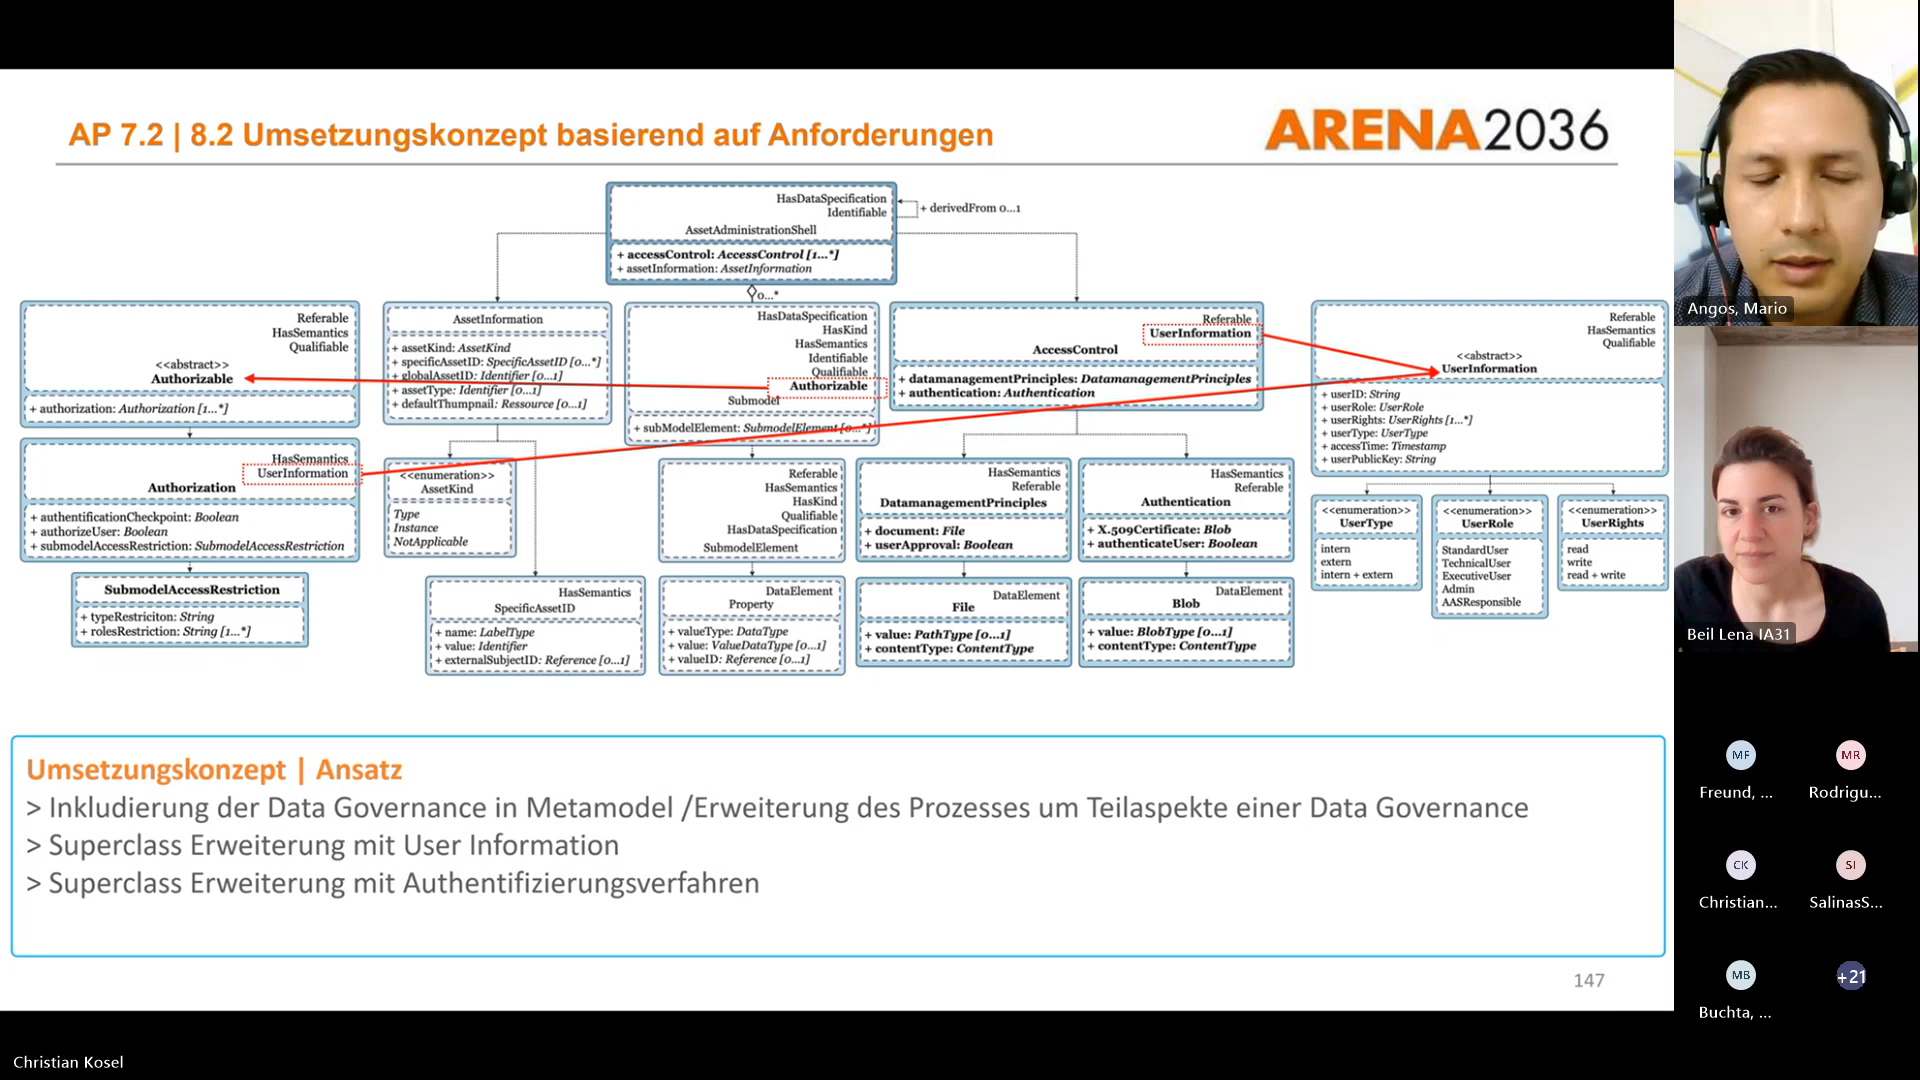 AP 7.2 | 8.2 Umsetzungskonzept basierend auf Anforderungen
ARENA2036
HasDataSpecification
Identifiable
AssetAdministrationShell
+ accessControl: AccessControl [1...*]
+ assetInformation: AssetInformation
+ derivedFrom 0...1
0...*
Referable
HasSemantics
Qualifiable
<<abstract>>
Authorizable
+ authorization: Authorization [1...*]
HasSemantics
UserInformation
Authorization
+ authentificationCheckpoint: Boolean
+ authorizeUser: Boolean
+ submodelAccessRestriction: SubmodelAccessRestriction
SubmodelAccessRestriction
+ typeRestriciton: String
+ rolesRestriction: String [1...*]
AssetInformation
+ assetKind: AssetKind
+ specificAssetID: SpecificAssetID [0...*]
+ globalAssetID: Identifier [0...1]
+ assetType: Identifier [0...1]
+ defaultThumpnail: Ressource [0...1]
<<enumeration>>
AssetKind
Type
Instance
NotApplicable
HasSemantics
SpecificAssetID
+ name: LabelType
+ value: Identifier
+ externalSubjectID: Reference [0...1]
HasDataSpecification
HasKind
HasSemantics
Identifiable
Qualifiable
Authorizable
Submodel
+ subModelElement: SubmodelElement [0...*]
Referable
HasSemantics
HasKind
Qualifiable
HasDataSpecification
SubmodelElement
DataElement
Property
+ valueType: DataType
+ value: ValueDataType [0...1]
+ valueID: Reference [0...1]
Referable
UserInformation
AccessControl
+ datamanagementPrinciples: DatamanagementPrinciples
+ authentication: Authentication
HasSemantics
Referable
DatamanagementPrinciples
+ document: File
+ userApproval: Boolean
DataElement
File
+ value: PathType [0...1]
+ contentType: ContentType
HasSemantics
Referable
Authentication
+ X.509Certificate: Blob
+ authenticateUser: Boolean
DataElement
Blob
+ value: BlobType [0...1]
+ contentType: ContentType
Referable
HasSemantics
Qualifiable
<<abstract>>
UserInformation
+ userID: String
+ userRole: UserRole
+ userRights: UserRights [1...*]
+ userType: UserType
+ accessTime: Timestamp
+ userPublicKey: String
<<enumeration>>
UserType
intern
extern
intern + extern
<<enumeration>>
UserRole
StandardUser
TechnicalUser
ExecutiveUser
Admin
AASResponsible
<<enumeration>>
UserRights
read
write
read + write
Umsetzungskonzept | Ansatz
> Inkludierung der Data Governance in Metamodel /Erweiterung des Prozesses um Teilaspekte einer Data Governance
> Superclass Erweiterung mit User Information
> Superclass Erweiterung mit Authentifizierungsverfahren
147
Christian Kosel
Angos, Mario
Beil Lena IA31
MF
Freund, ...
MR
Rodrigu...
CK
Christian...
SI
SalinasS...
MB
Buchta, ...
+21